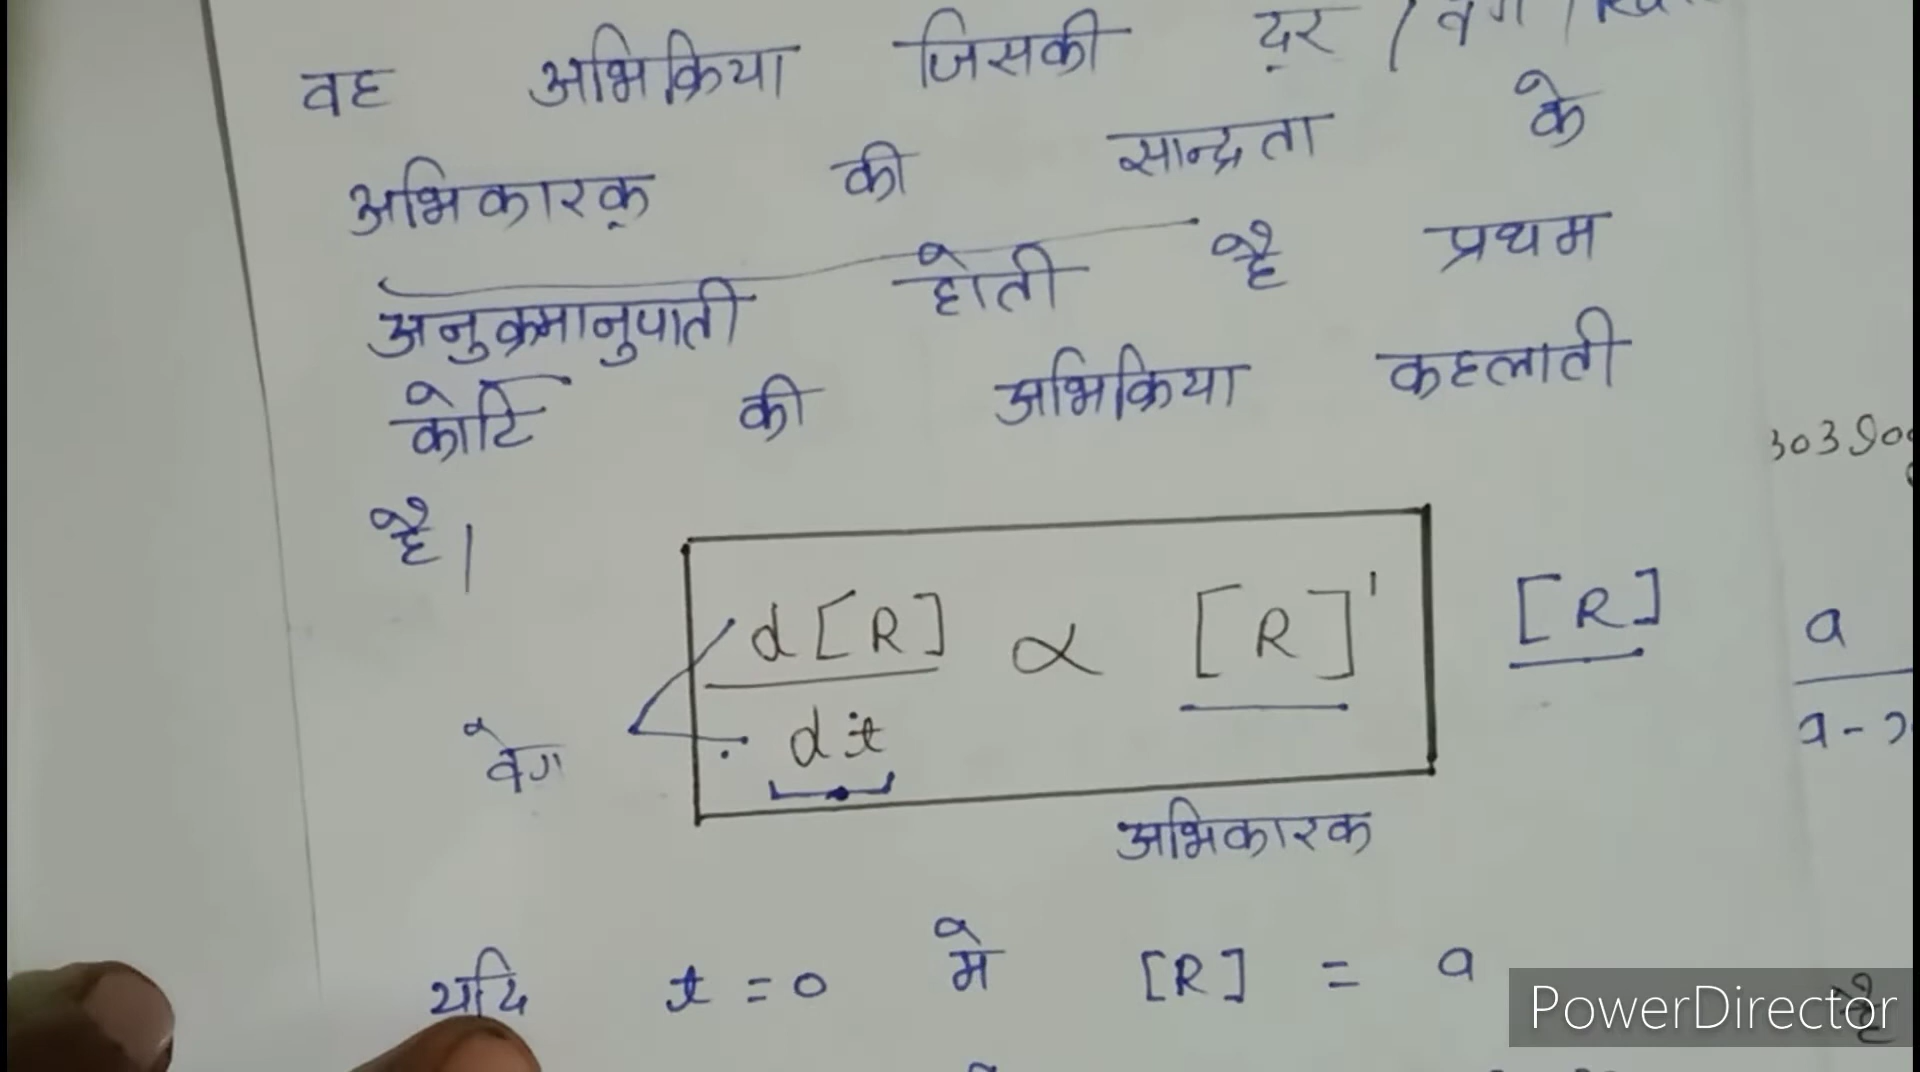 वह अभिक्रिया जिसकी दर / वेग /
अभिकारक की सान्द्रता के
अनुक्रमानुपाती होती है प्रथम
कोटि की अभिक्रिया कहलाती
है।
30390
d[R] / dt ∝ [R]¹ [R]
a
a-
वेग
अभिकारक
यदि t = 0 मे [R] = a है
PowerDirector